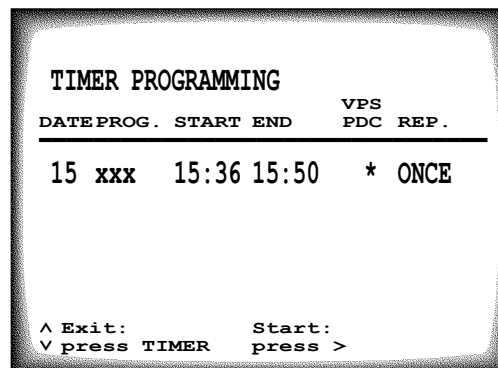 TIMER PROGRAMMING
VPS
DATE PROG. START END PDC REP.
15 xxx 15:36 15:50 * ONCE
^ Exit: Start:
v press TIMER press >